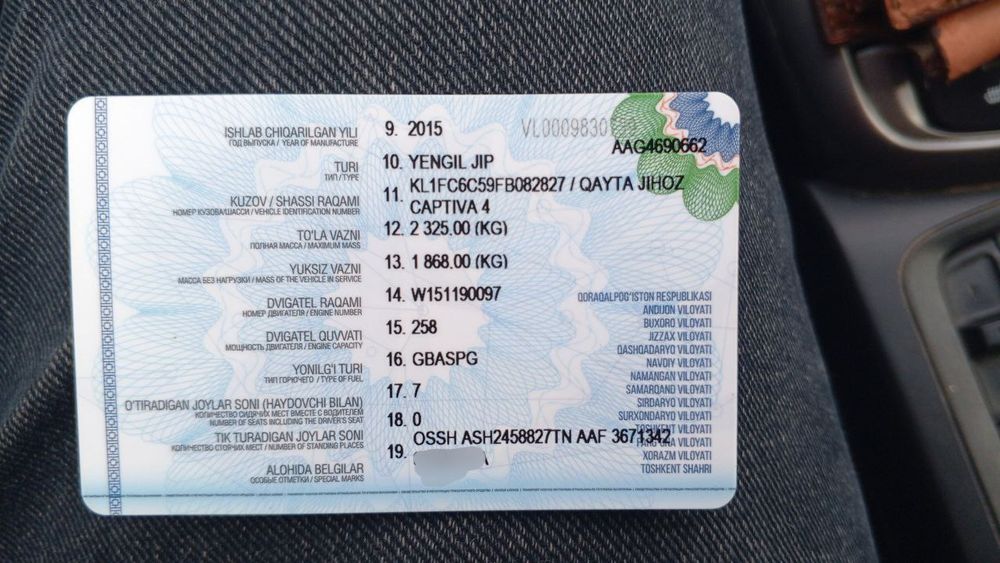 VL0009830
AAG4690662
ISHLAB CHIQARILGAN YILI
ГОД ВЫПУСКА / YEAR OF MANUFACTURE
9. 2015
TURI
ТИП / TYPE
10. YENGIL JIP
KUZOV / SHASSI RAQAMI
НОМЕР КУЗОВА/ШАССИ / VEHICLE IDENTIFICATION NUMBER
11. KL1FC6C59FB082827 / QAYTA JIHOZ
CAPTIVA 4
TO'LA VAZNI
ПОЛНАЯ МАССА / MAXIMUM MASS
12. 2 325.00 (KG)
YUKSIZ VAZNI
МАССА БЕЗ НАГРУЗКИ / MASS OF THE VEHICLE IN SERVICE
13. 1 868.00 (KG)
DVIGATEL RAQAMI
НОМЕР ДВИГАТЕЛЯ / ENGINE NUMBER
14. W151190097
DVIGATEL QUVVATI
МОЩНОСТЬ ДВИГАТЕЛЯ / ENGINE CAPACITY
15. 258
YONILG'I TURI
ТИП ГОРЮЧЕГО / TYPE OF FUEL
16. GBASPG
O'TIRADIGAN JOYLAR SONI (HAYDOVCHI BILAN)
КОЛИЧЕСТВО СИДЯЧИХ МЕСТ ВМЕСТЕ С ВОДИТЕЛЕМ
NUMBER OF SEATS INCLUDING THE DRIVER'S SEAT
17. 7
TIK TURADIGAN JOYLAR SONI
КОЛИЧЕСТВО СТОЯЧИХ МЕСТ / NUMBER OF STANDING PLACES
18. 0
ALOHIDA BELGILAR
ОСОБЫЕ ОТМЕТКИ / SPECIAL MARKS
19. OSSH ASH2458827TN AAF 3671342
QORAQALPOG'ISTON RESPUBLIKASI
ANDIJON VILOYATI
BUXORO VILOYATI
JIZZAX VILOYATI
QASHQADARYO VILOYATI
NAVOIY VILOYATI
NAMANGAN VILOYATI
SAMARQAND VILOYATI
SIRDARYO VILOYATI
SURXONDARYO VILOYATI
TOSHKENT VILOYATI
FARG'ONA VILOYATI
XORAZM VILOYATI
TOSHKENT SHAHRI